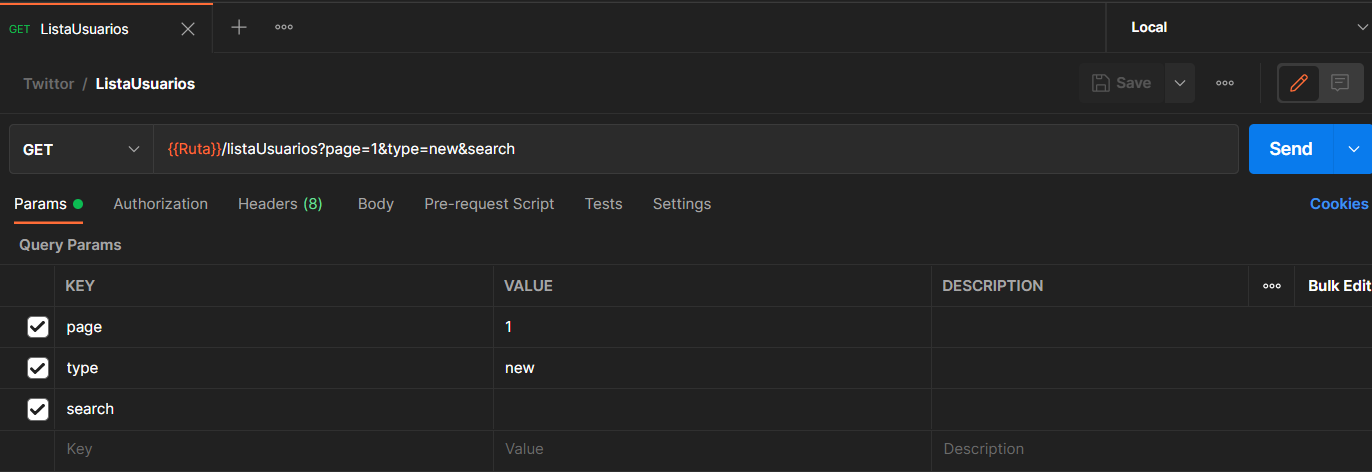 GET ListaUsuarios
Local
Twittor / ListaUsuarios
Save
GET {{Ruta}}/listaUsuarios?page=1&type=new&search Send
Params Authorization Headers (8) Body Pre-request Script Tests Settings Cookies
Query Params
KEY VALUE DESCRIPTION Bulk Edit
page 1
type new
search
Key Value Description